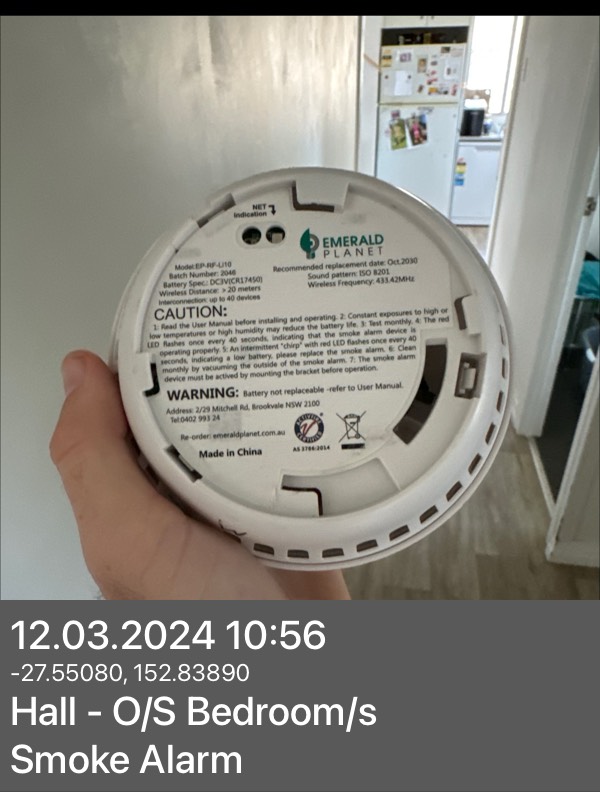 NET
Indication
EMERALD
PLANET
Model:EP-RF-Li10
Batch Number: 2048
Battery Spec.: DC3V(CR17450)
Wireless Distance: > 20 meters
Interconnection: up to 40 devices
Recommended replacement date: Oct.2030
Sound pattern: ISO 8201
Wireless Frequency: 433.42MHz
CAUTION:
1: Read the User Manual before installing and operating. 2: Constant exposures to high or
low temperatures or high humidity may reduce the battery life. 3: Test monthly. 4: The red
LED flashes once every 40 seconds, indicating that the smoke alarm device is
operating properly 5: An intermittent "chirp" with red LED flashes once every 40
seconds, indicating a low battery, please replace the smoke alarm. 6: Clean
monthly by vacuuming the outside of the smoke alarm. 7: The smoke alarm
device must be actived by mounting the bracket before operation.
WARNING: Battery not replaceable -refer to User Manual.
Address: 2/29 Mitchell Rd, Brookvale NSW 2100
Tel:0402 993 24
Re-order: emeraldplanet.com.au
Made in China
AS 3786:2014
12.03.2024 10:56
-27.55080, 152.83890
Hall - O/S Bedroom/s
Smoke Alarm